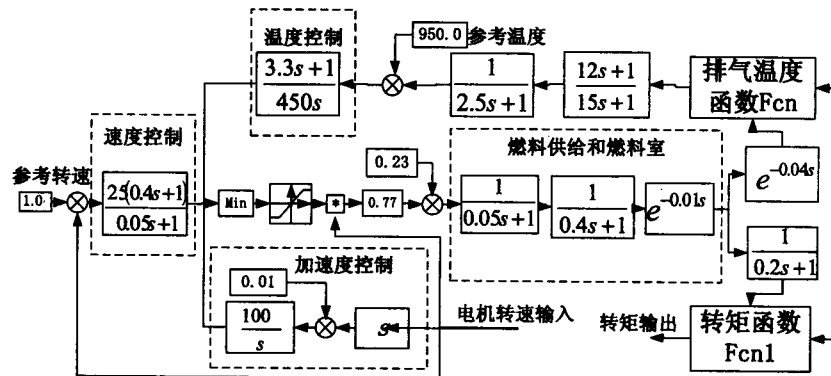 温度控制
3.3s+1
450s
950.0
参考温度
1
2.5s+1
12s+1
15s+1
排气温度
函数Fcn
速度控制
参考转速
1.0
25(0.4s+1)
0.05s+1
Min
*
0.77
0.23
燃料供给和燃料室
1
0.05s+1
1
0.4s+1
e^{-0.01s}
e^{-0.04s}
1
0.2s+1
加速度控制
0.01
100
s
s
电机转速输入
转矩输出
转矩函数
Fcn1